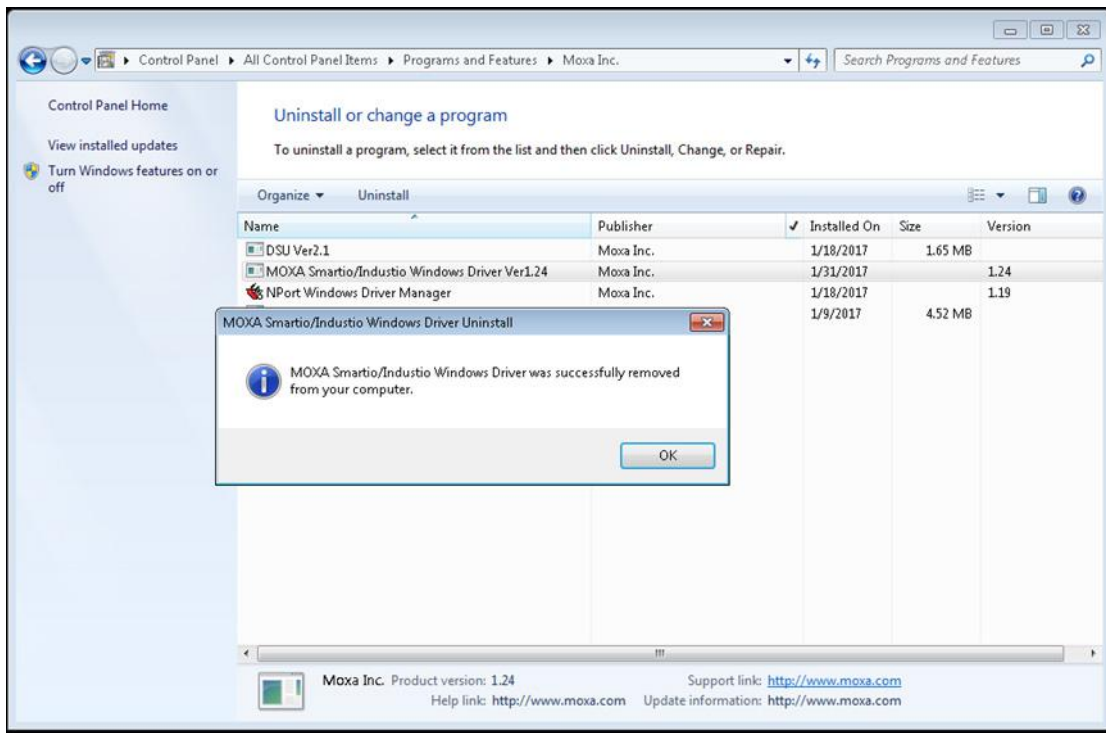 Control Panel ▸ All Control Panel Items ▸ Programs and Features ▸ Moxa Inc.
Search Programs and Features
Control Panel Home
View installed updates
Turn Windows features on or
off
Uninstall or change a program
To uninstall a program, select it from the list and then click Uninstall, Change, or Repair.
Organize Uninstall
Name Publisher Installed On Size Version
DSU Ver2.1 Moxa Inc. 1/18/2017 1.65 MB
MOXA Smartio/Industio Windows Driver Ver1.24 Moxa Inc. 1/31/2017 1.24
NPort Windows Driver Manager Moxa Inc. 1/18/2017 1.19
1/9/2017 4.52 MB
MOXA Smartio/Industio Windows Driver Uninstall
MOXA Smartio/Industio Windows Driver was successfully removed
from your computer.
OK
Moxa Inc. Product version: 1.24 Support link: http://www.moxa.com
Help link: http://www.moxa.com Update information: http://www.moxa.com